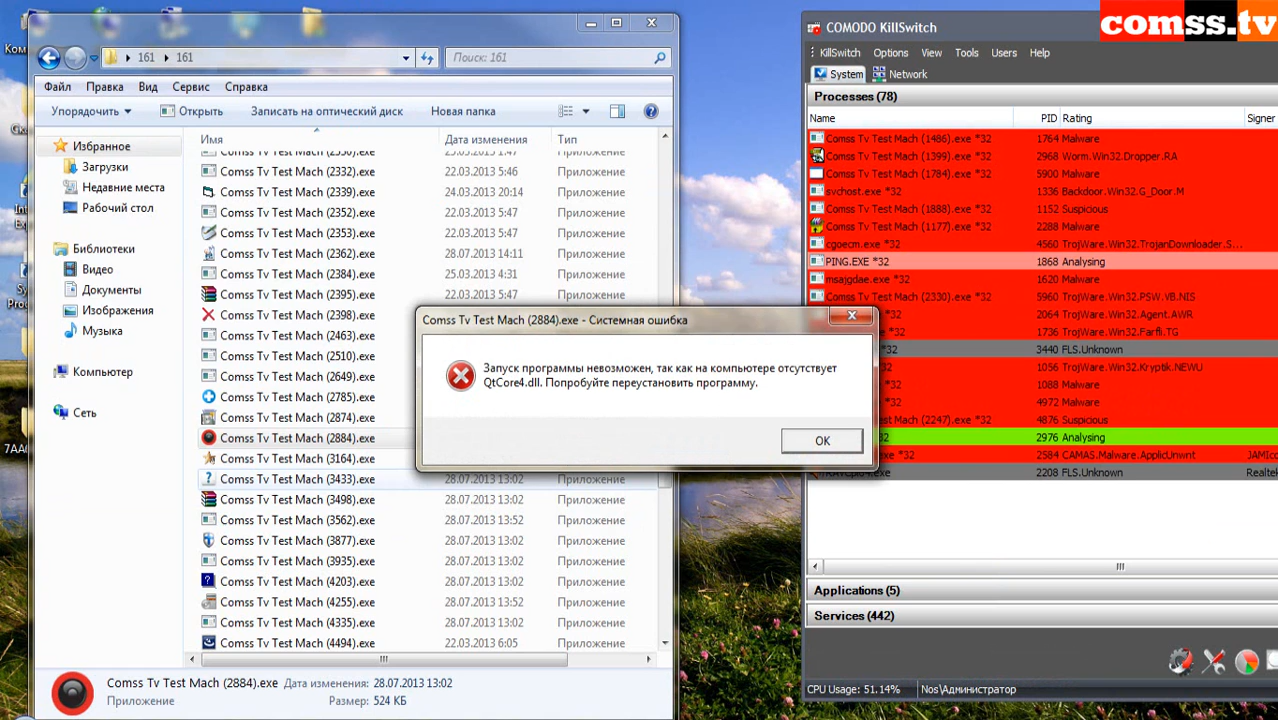 comss.tv
161 ▸ 161
Поиск: 161
Файл Правка Вид Сервис Справка
Упорядочить Открыть Записать на оптический диск Новая папка
Избранное
Загрузки
Недавние места
Рабочий стол
Библиотеки
Видео
Документы
Изображения
Музыка
Компьютер
Сеть
Имя Дата изменения Тип
Comss Tv Test Mach (2332).exe 22.03.2013 5:46 Приложение
Comss Tv Test Mach (2339).exe 24.03.2013 20:14 Приложение
Comss Tv Test Mach (2352).exe 22.03.2013 5:47 Приложение
Comss Tv Test Mach (2353).exe 22.03.2013 5:47 Приложение
Comss Tv Test Mach (2362).exe 28.07.2013 14:11 Приложение
Comss Tv Test Mach (2384).exe 25.03.2013 4:31 Приложение
Comss Tv Test Mach (2395).exe 22.03.2013 5:47 Приложение
Comss Tv Test Mach (2398).exe
Comss Tv Test Mach (2463).exe
Comss Tv Test Mach (2510).exe
Comss Tv Test Mach (2649).exe
Comss Tv Test Mach (2785).exe
Comss Tv Test Mach (2814).exe
Comss Tv Test Mach (2884).exe
Comss Tv Test Mach (3164).exe
Comss Tv Test Mach (3433).exe 28.07.2013 13:02 Приложение
Comss Tv Test Mach (3498).exe 28.07.2013 13:02 Приложение
Comss Tv Test Mach (3562).exe 28.07.2013 13:52 Приложение
Comss Tv Test Mach (3877).exe 28.07.2013 13:02 Приложение
Comss Tv Test Mach (3935).exe 28.07.2013 13:52 Приложение
Comss Tv Test Mach (4203).exe 28.07.2013 13:02 Приложение
Comss Tv Test Mach (4255).exe 28.07.2013 13:52 Приложение
Comss Tv Test Mach (4335).exe 28.07.2013 13:02 Приложение
Comss Tv Test Mach (4494).exe 22.03.2013 6:05 Приложение
Comss Tv Test Mach (2884).exe Дата изменения: 28.07.2013 13:02
Приложение Размер: 524 КБ
Comss Tv Test Mach (2884).exe - Системная ошибка
Запуск программы невозможен, так как на компьютере отсутствует
QtCore4.dll. Попробуйте переустановить программу.
OK
COMODO KillSwitch
KillSwitch Options View Tools Users Help
System Network
Processes (78)
Name PID Rating Signer
Comss Tv Test Mach (1486).exe *32 1764 Malware
Comss Tv Test Mach (1399).exe *32 2968 Worm.Win32.Dropper.RA
Comss Tv Test Mach (1784).exe *32 5900 Malware
svchost.exe *32 1336 Backdoor.Win32.G_Door.M
Comss Tv Test Mach (1888).exe *32 1152 Suspicious
Comss Tv Test Mach (1177).exe *32 2288 Malware
cgoecm.exe *32 4560 TrojWare.Win32.TrojanDownloader.S...
PING.EXE *32 1868 Analysing
msajgdae.exe *32 1620 Malware
Comss Tv Test Mach (2330).exe *32 5960 TrojWare.Win32.PSW.VB.NIS
2064 TrojWare.Win32.Agent.AWR
*32 1736 TrojWare.Win32.Farfli.TG
*32 3440 FLS.Unknown
1036 TrojWare.Win32.Kryptik.NEWU
*32 1088 Malware
*32 4972 Malware
Mach (2247).exe *32 4876 Suspicious
32 2976 Analysing
.exe *32 2584 CAMAS.Malware.ApplicUnwnt JAMIco
2208 FLS.Unknown Realtek
Applications (5)
Services (442)
CPU Usage: 51.14% Nos\Администратор